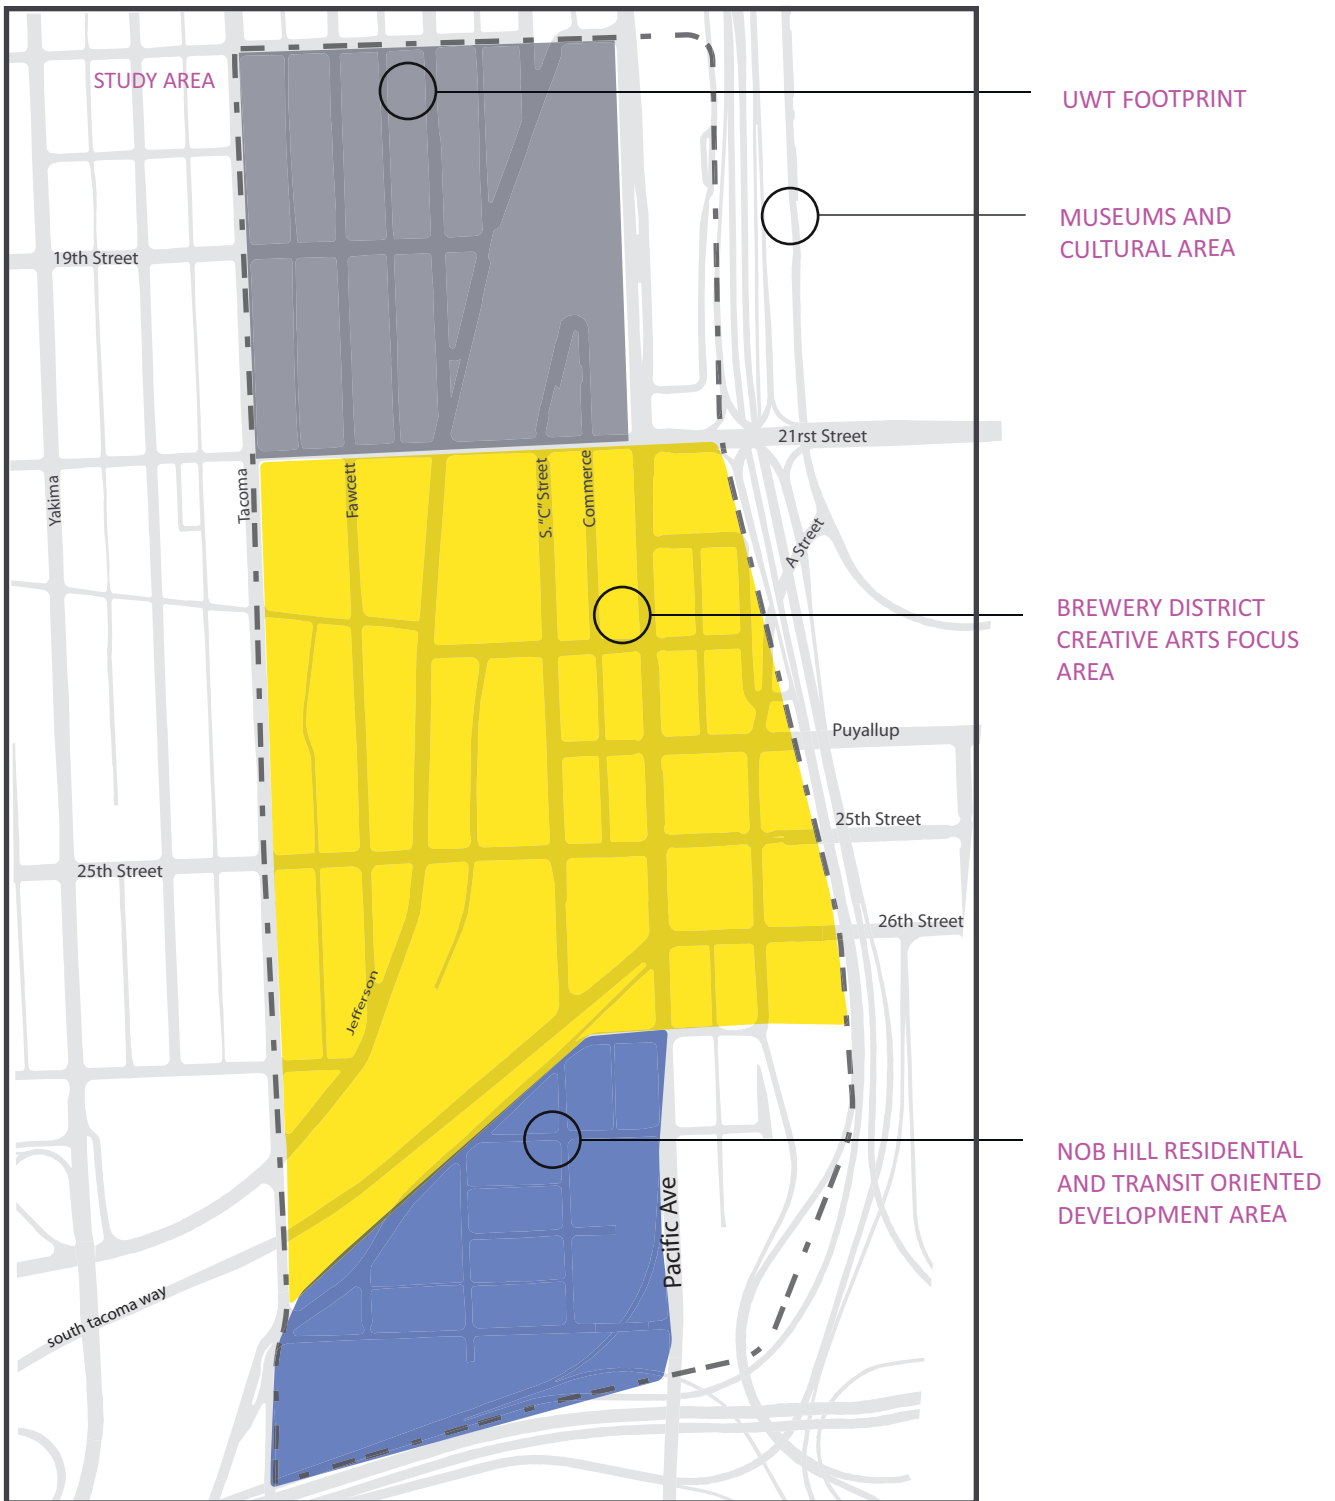 STUDY AREA
UWT FOOTPRINT
MUSEUMS AND
CULTURAL AREA
19th Street
21rst Street
Yakima
Tacoma
Fawcett
S. "C" Street
Commerce
A Street
BREWERY DISTRICT
CREATIVE ARTS FOCUS
AREA
Puyallup
25th Street
25th Street
26th Street
Jefferson
NOB HILL RESIDENTIAL
AND TRANSIT ORIENTED
DEVELOPMENT AREA
Pacific Ave
south tacoma way